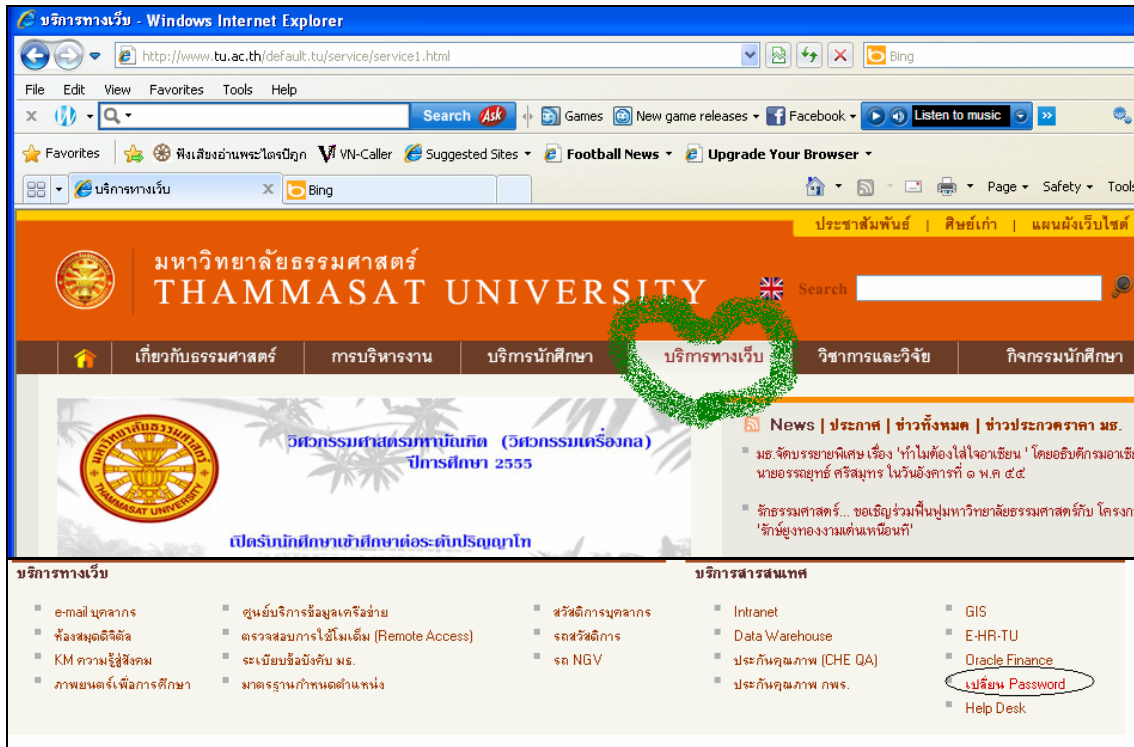 บริการทางเว็บ - Windows Internet Explorer
http://www.tu.ac.th/default.tu/service/service1.html
Bing
File Edit View Favorites Tools Help
Search Ask Games New game releases Facebook Listen to music
Favorites ฟังเสียงอ่านพระไตรปิฎก VN-Caller Suggested Sites Football News Upgrade Your Browser
บริการทางเว็บ Bing Page Safety Tools
ประชาสัมพันธ์ | ศิษย์เก่า | แผนผังเว็บไซต์
มหาวิทยาลัยธรรมศาสตร์
THAMMASAT UNIVERSITY
Search
เกี่ยวกับธรรมศาสตร์ การบริหารงาน บริการนักศึกษา บริการทางเว็บ วิชาการและวิจัย กิจกรรมนักศึกษา
มหาวิทยาลัยธรรมศาสตร์
THAMMASAT UNIVERSITY
วิศวกรรมศาสตรมหาบัณฑิต (วิศวกรรมเครื่องกล)
ปีการศึกษา 2555
เปิดรับนักศึกษาเข้าศึกษาต่อระดับปริญญาโท
News | ประกาศ | ข่าวทั้งหมด | ข่าวประกวดราคา มธ.
มธ.จัดบรรยายพิเศษ เรื่อง 'ทำไมต้องใส่ใจอาเซียน ' โดยอธิบดีกรมอาเซี
นายอรรถยุทธ์ ศรีสมุทร ในวันอังคารที่ ๑ พ.ค ๕๕
รักธรรมศาสตร์... ขอเชิญร่วมฟื้นฟูมหาวิทยาลัยธรรมศาสตร์กับ โครงก
'รักษ์ยูงทองงามเด่นเหนือนที'
บริการทางเว็บ
e-mail บุคลากร ศูนย์บริการข้อมูลเครือข่าย สวัสดิการบุคลากร
ห้องสมุดดิจิตัล ตรวจสอบการใช้โมเด็ม (Remote Access) รถสวัสดิการ
KM ความรู้สู่สังคม ระเบียบข้อบังคับ มธ. รถ NGV
ภาพยนตร์เพื่อการศึกษา มาตรฐานกำหนดตำแหน่ง
บริการสารสนเทศ
Intranet GIS
Data Warehouse E-HR-TU
ประกันคุณภาพ (CHE QA) Oracle Finance
ประกันคุณภาพ กพร. เปลี่ยน Password
Help Desk